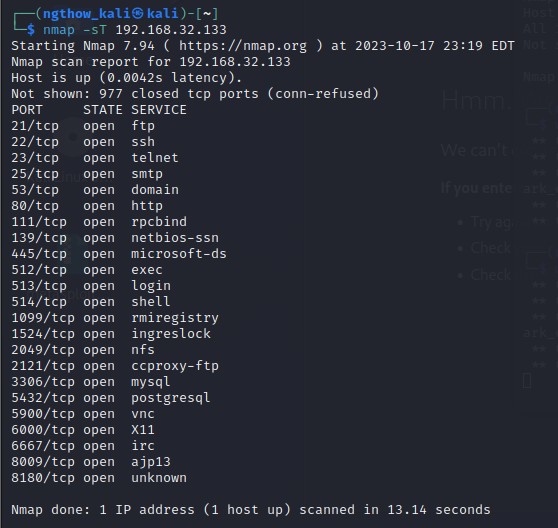 ┌──(ngthow_kali㉿kali)-[~]
└─$ nmap -sT 192.168.32.133
Starting Nmap 7.94 ( https://nmap.org ) at 2023-10-17 23:19 EDT
Nmap scan report for 192.168.32.133
Host is up (0.0042s latency).
Not shown: 977 closed tcp ports (conn-refused)
PORT     STATE SERVICE
21/tcp   open  ftp
22/tcp   open  ssh
23/tcp   open  telnet
25/tcp   open  smtp
53/tcp   open  domain
80/tcp   open  http
111/tcp  open  rpcbind
139/tcp  open  netbios-ssn
445/tcp  open  microsoft-ds
512/tcp  open  exec
513/tcp  open  login
514/tcp  open  shell
1099/tcp open  rmiregistry
1524/tcp open  ingreslock
2049/tcp open  nfs
2121/tcp open  ccproxy-ftp
3306/tcp open  mysql
5432/tcp open  postgresql
5900/tcp open  vnc
6000/tcp open  X11
6667/tcp open  irc
8009/tcp open  ajp13
8180/tcp open  unknown
Nmap done: 1 IP address (1 host up) scanned in 13.14 seconds
Hmm.
We can't
If you ente
Check
Check